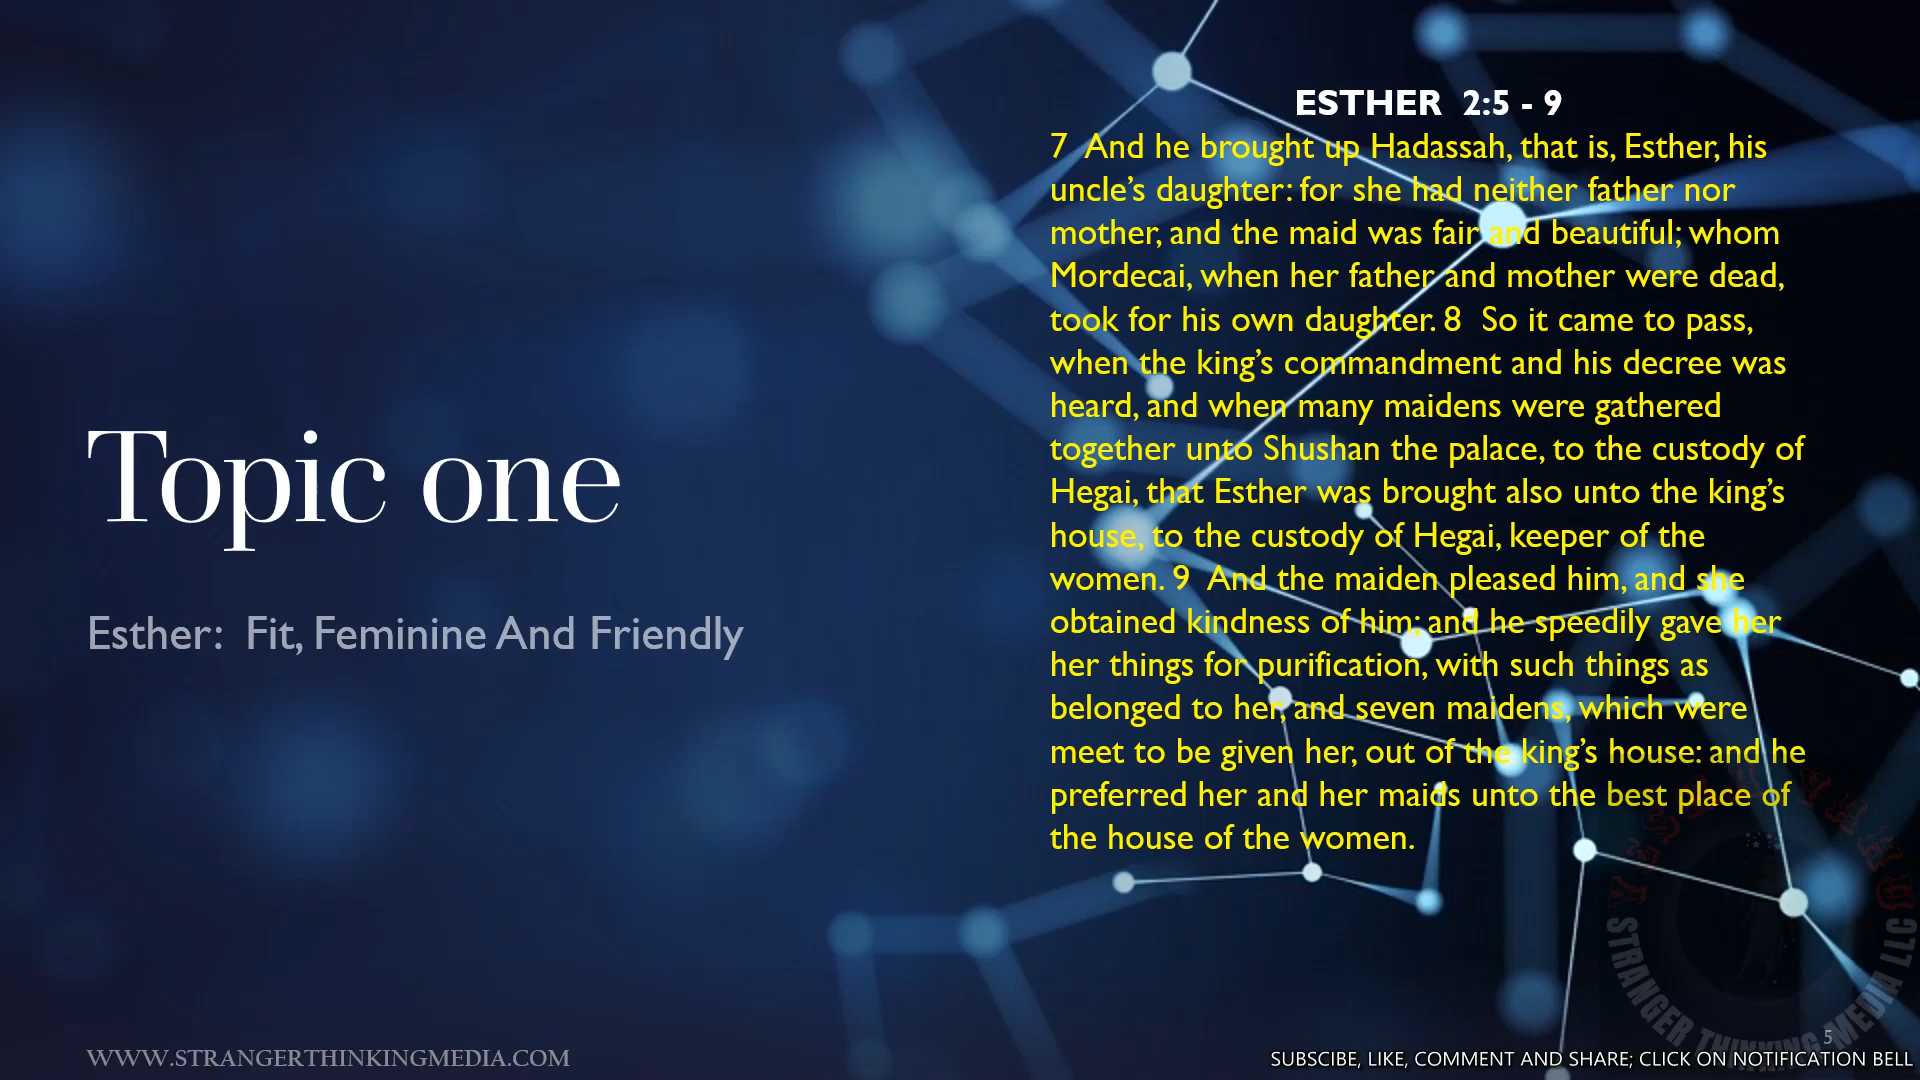 Topic one
Esther: Fit, Feminine And Friendly
ESTHER 2:5 - 9
7 And he brought up Hadassah, that is, Esther, his
uncle’s daughter: for she had neither father nor
mother, and the maid was fair and beautiful; whom
Mordecai, when her father and mother were dead,
took for his own daughter. 8 So it came to pass,
when the king’s commandment and his decree was
heard, and when many maidens were gathered
together unto Shushan the palace, to the custody of
Hegai, that Esther was brought also unto the king’s
house, to the custody of Hegai, keeper of the
women. 9 And the maiden pleased him, and she
obtained kindness of him; and he speedily gave her
her things for purification, with such things as
belonged to her, and seven maidens, which were
meet to be given her, out of the king’s house: and he
preferred her and her maids unto the best place of
the house of the women.
STRANGER THINKING MEDIA LLC
5
WWW.STRANGERTHINKINGMEDIA.COM
SUBSCIBE, LIKE, COMMENT AND SHARE; CLICK ON NOTIFICATION BELL